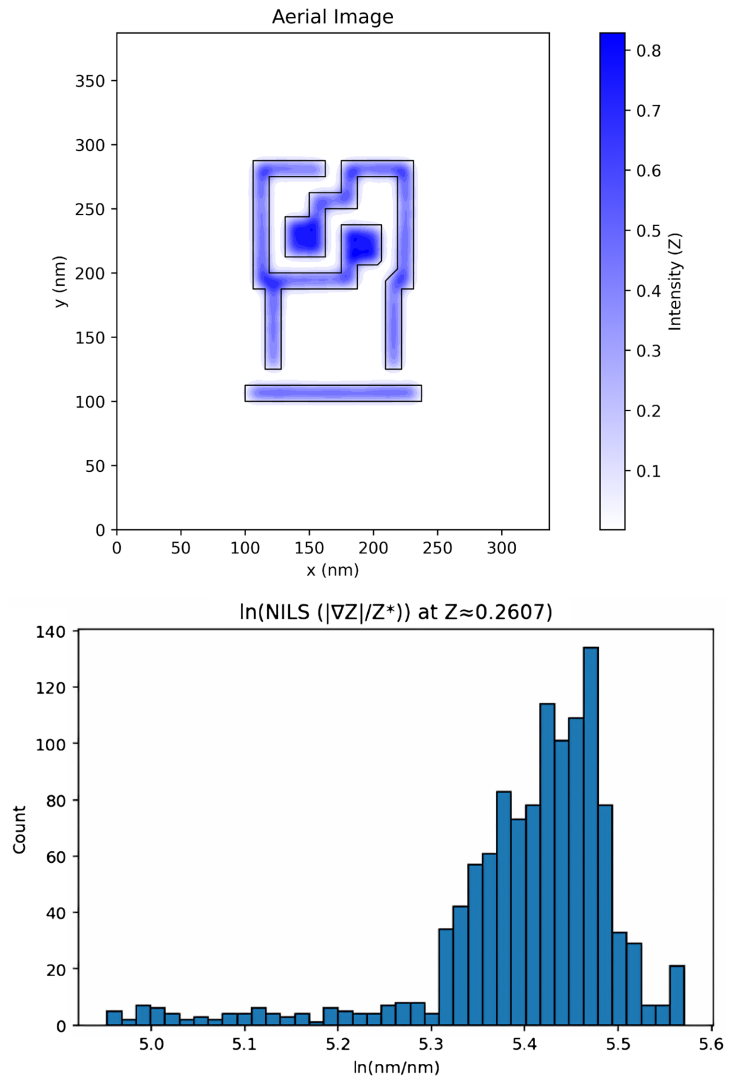 Aerial Image
350
300
250
200
150
100
50
0
y (nm)
0 50 100 150 200 250 300
x (nm)
0.8
0.7
0.6
0.5
0.4
0.3
0.2
0.1
Intensity (Z)
ln(NILS (|∇Z|/Z*)) at Z≈0.2607)
140
120
100
80
60
40
20
0
Count
5.0 5.1 5.2 5.3 5.4 5.5 5.6
ln(nm/nm)